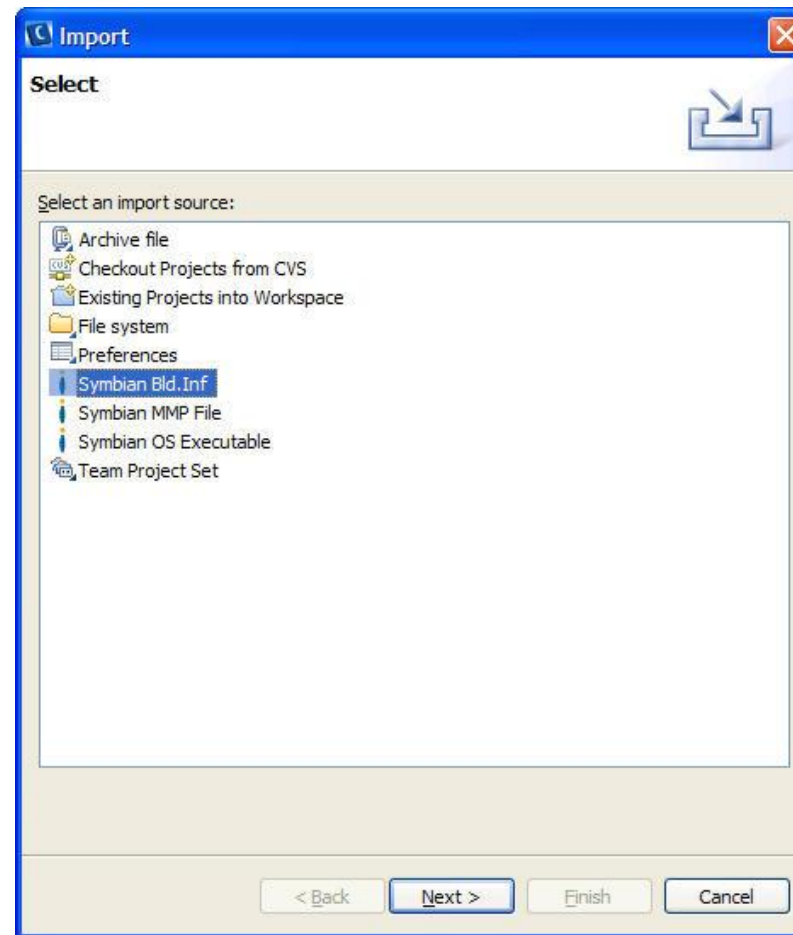 Import
Select
Select an import source:
Archive file
Checkout Projects from CVS
Existing Projects into Workspace
File system
Preferences
Symbian Bld.Inf
Symbian MMP File
Symbian OS Executable
Team Project Set
< Back Next > Finish Cancel